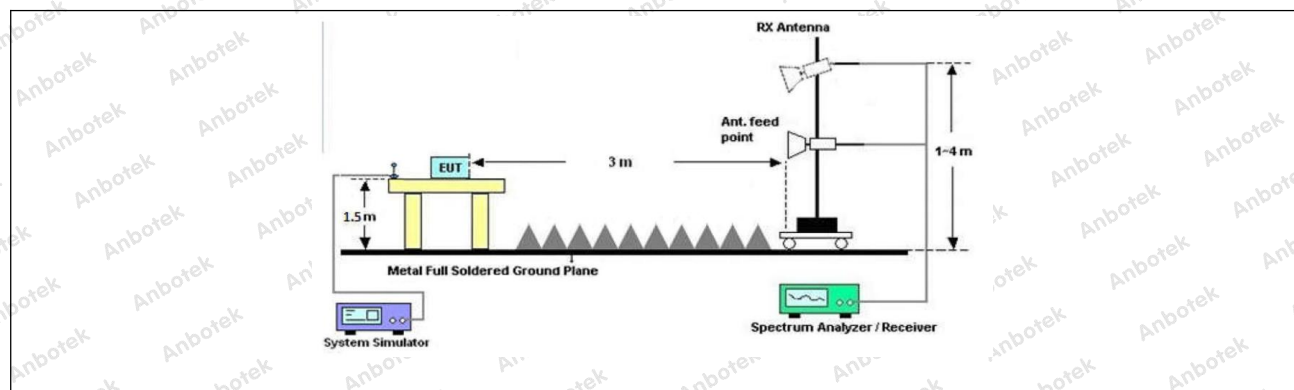 RX Antenna
Ant. feed
point
3 m
1~4 m
EUT
1.5 m
Metal Full Soldered Ground Plane
System Simulator
Spectrum Analyzer / Receiver
Anbotek